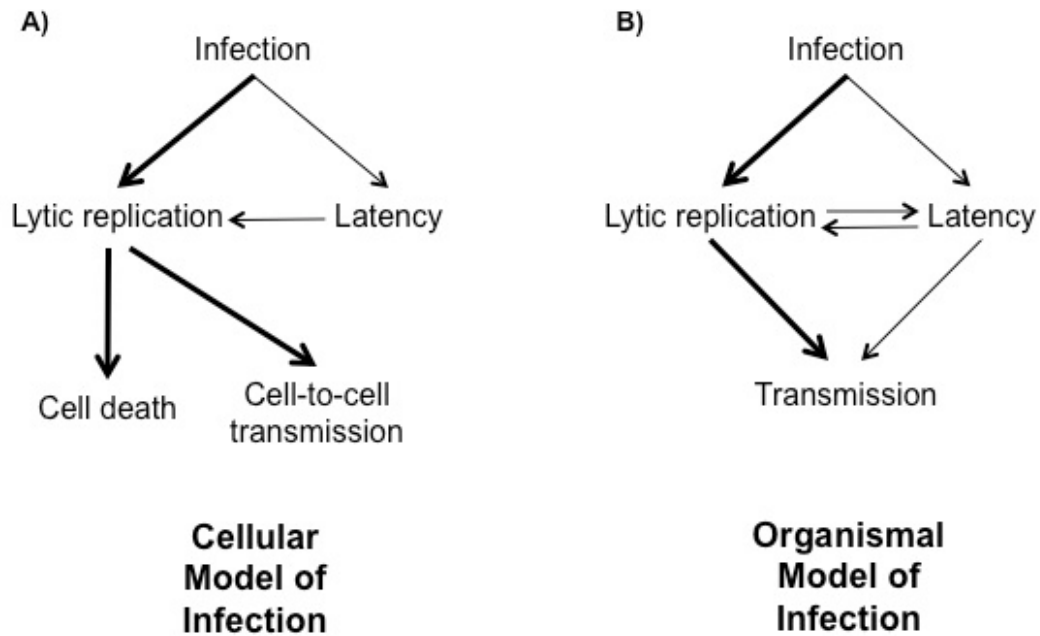 A)
Infection
Lytic replication
Latency
Cell death
Cell-to-cell
transmission
Cellular
Model of
Infection
B)
Infection
Lytic replication
Latency
Transmission
Organismal
Model of
Infection